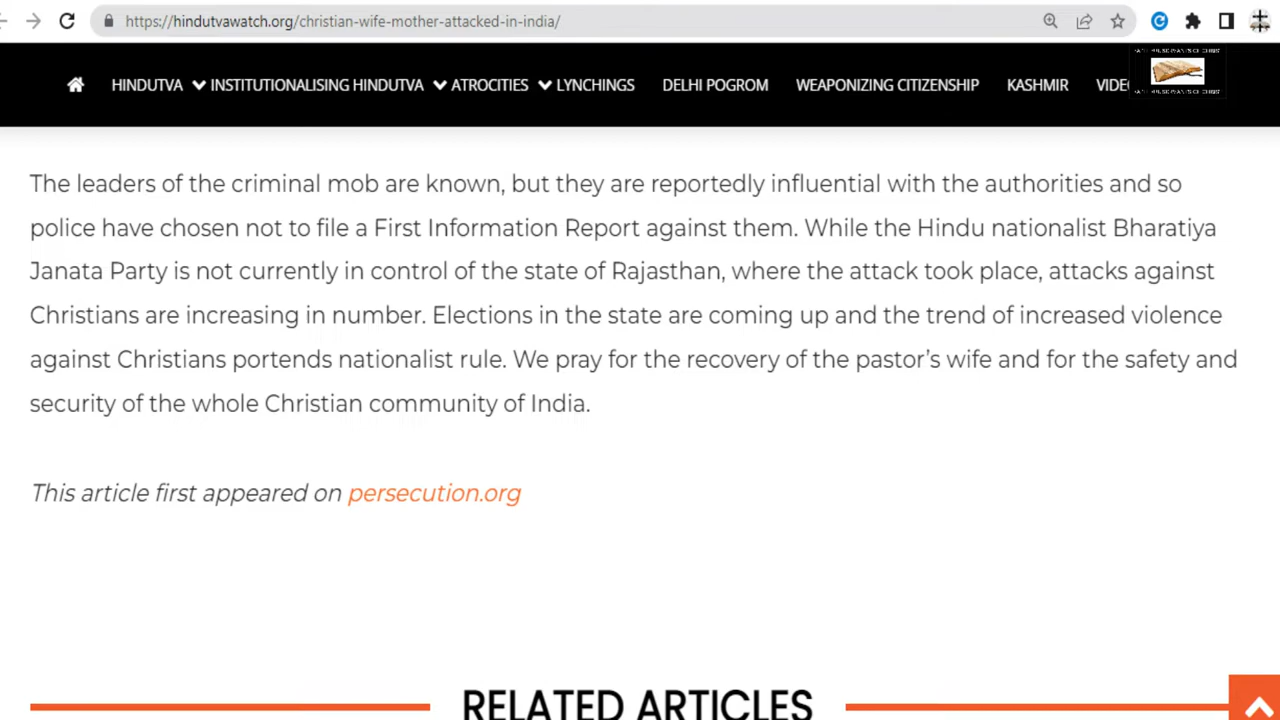 https://hindutvawatch.org/christian-wife-mother-attacked-in-india/
HINDUTVA INSTITUTIONALISING HINDUTVA ATROCITIES LYNCHINGS DELHI POGROM WEAPONIZING CITIZENSHIP KASHMIR
The leaders of the criminal mob are known, but they are reportedly influential with the authorities and so
police have chosen not to file a First Information Report against them. While the Hindu nationalist Bharatiya
Janata Party is not currently in control of the state of Rajasthan, where the attack took place, attacks against
Christians are increasing in number. Elections in the state are coming up and the trend of increased violence
against Christians portends nationalist rule. We pray for the recovery of the pastor's wife and for the safety and
security of the whole Christian community of India.
This article first appeared on persecution.org
RELATED ARTICLES